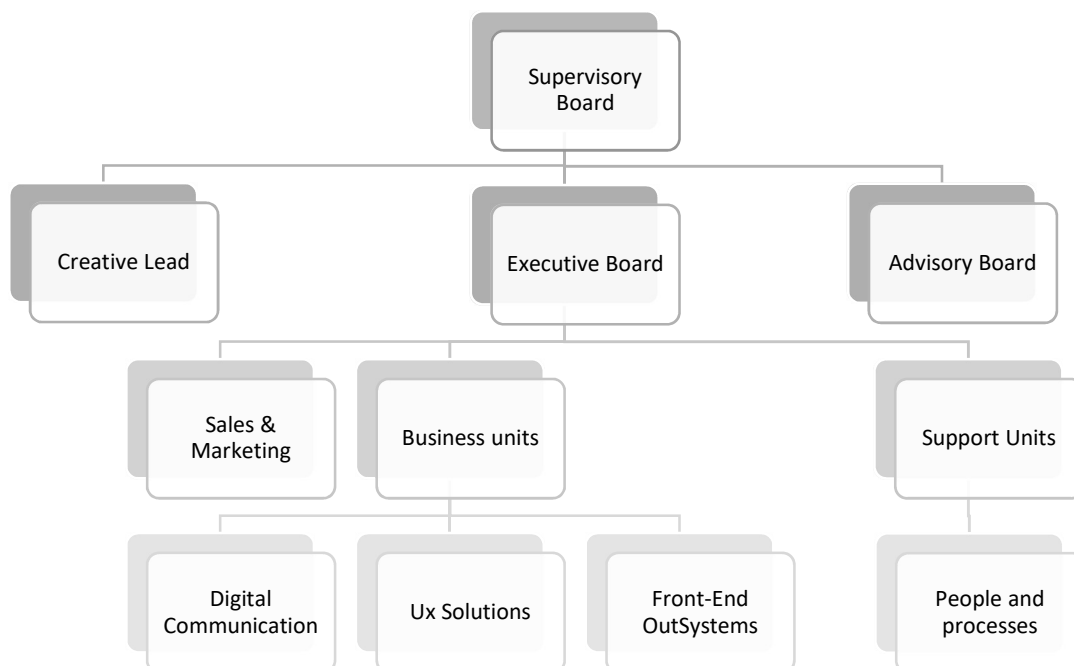 Supervisory
Board
Creative Lead
Executive Board
Advisory Board
Sales &
Marketing
Business units
Support Units
Digital
Communication
Ux Solutions
Front-End
OutSystems
People and
processes